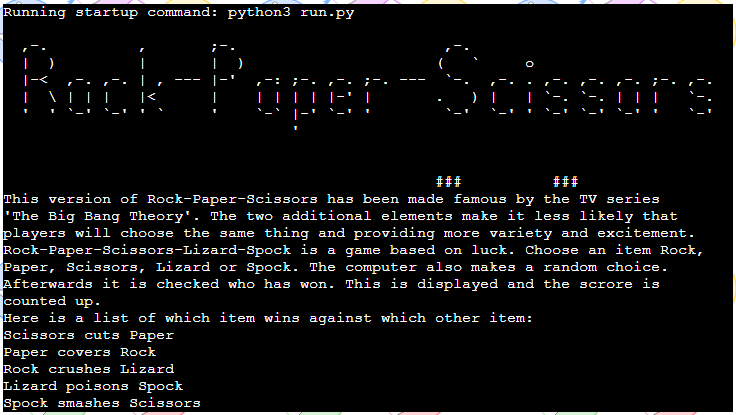 Running startup command: python3 run.py
Rock-Paper-Scissors
### ###
This version of Rock-Paper-Scissors has been made famous by the TV series
'The Big Bang Theory'. The two additional elements make it less likely that
players will choose the same thing and providing more variety and excitement.
Rock-Paper-Scissors-Lizard-Spock is a game based on luck. Choose an item Rock,
Paper, Scissors, Lizard or Spock. The computer also makes a random choice.
Afterwards it is checked who has won. This is displayed and the scrore is
counted up.
Here is a list of which item wins against which other item:
Scissors cuts Paper
Paper covers Rock
Rock crushes Lizard
Lizard poisons Spock
Spock smashes Scissors